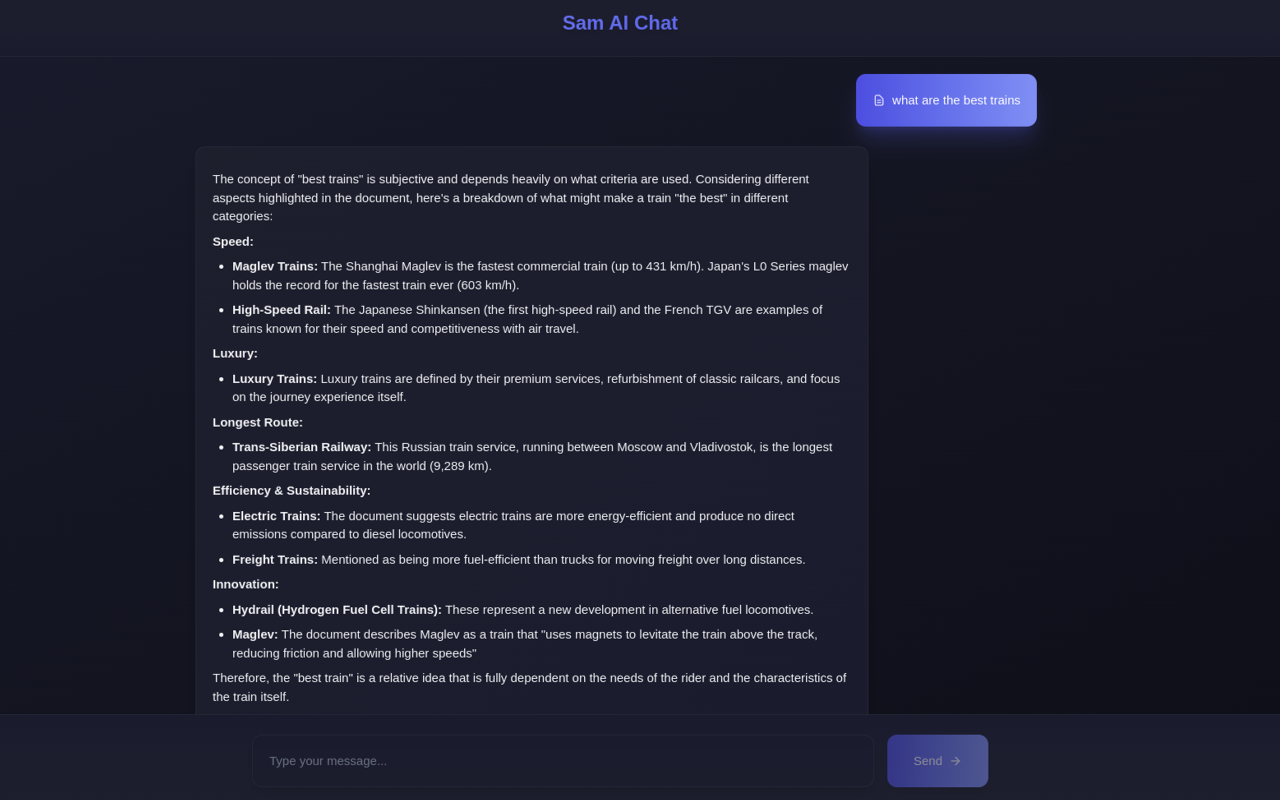 Sam AI Chat
what are the best trains
The concept of "best trains" is subjective and depends heavily on what criteria are used. Considering different
aspects highlighted in the document, here's a breakdown of what might make a train "the best" in different
categories:
Speed:
• Maglev Trains: The Shanghai Maglev is the fastest commercial train (up to 431 km/h). Japan's L0 Series maglev
holds the record for the fastest train ever (603 km/h).
• High-Speed Rail: The Japanese Shinkansen (the first high-speed rail) and the French TGV are examples of
trains known for their speed and competitiveness with air travel.
Luxury:
• Luxury Trains: Luxury trains are defined by their premium services, refurbishment of classic railcars, and focus
on the journey experience itself.
Longest Route:
• Trans-Siberian Railway: This Russian train service, running between Moscow and Vladivostok, is the longest
passenger train service in the world (9,289 km).
Efficiency & Sustainability:
• Electric Trains: The document suggests electric trains are more energy-efficient and produce no direct
emissions compared to diesel locomotives.
• Freight Trains: Mentioned as being more fuel-efficient than trucks for moving freight over long distances.
Innovation:
• Hydrail (Hydrogen Fuel Cell Trains): These represent a new development in alternative fuel locomotives.
• Maglev: The document describes Maglev as a train that "uses magnets to levitate the train above the track,
reducing friction and allowing higher speeds"
Therefore, the "best train" is a relative idea that is fully dependent on the needs of the rider and the characteristics of
the train itself.
Type your message...
Send →